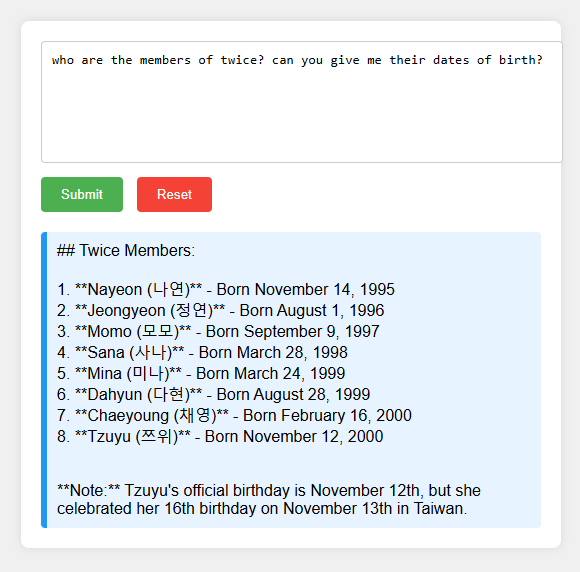 who are the members of twice? can you give me their dates of birth?
Submit Reset
## Twice Members:
1. **Nayeon (나연)** - Born November 14, 1995
2. **Jeongyeon (정연)** - Born August 1, 1996
3. **Momo (모모)** - Born September 9, 1997
4. **Sana (사나)** - Born March 28, 1998
5. **Mina (미나)** - Born March 24, 1999
6. **Dahyun (다현)** - Born August 28, 1999
7. **Chaeyoung (채영)** - Born February 16, 2000
8. **Tzuyu (쯔위)** - Born November 12, 2000
**Note:** Tzuyu's official birthday is November 12th, but she
celebrated her 16th birthday on November 13th in Taiwan.